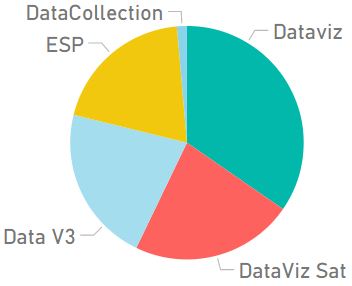 DataCollection
Dataviz
ESP
Data V3
DataViz Sat